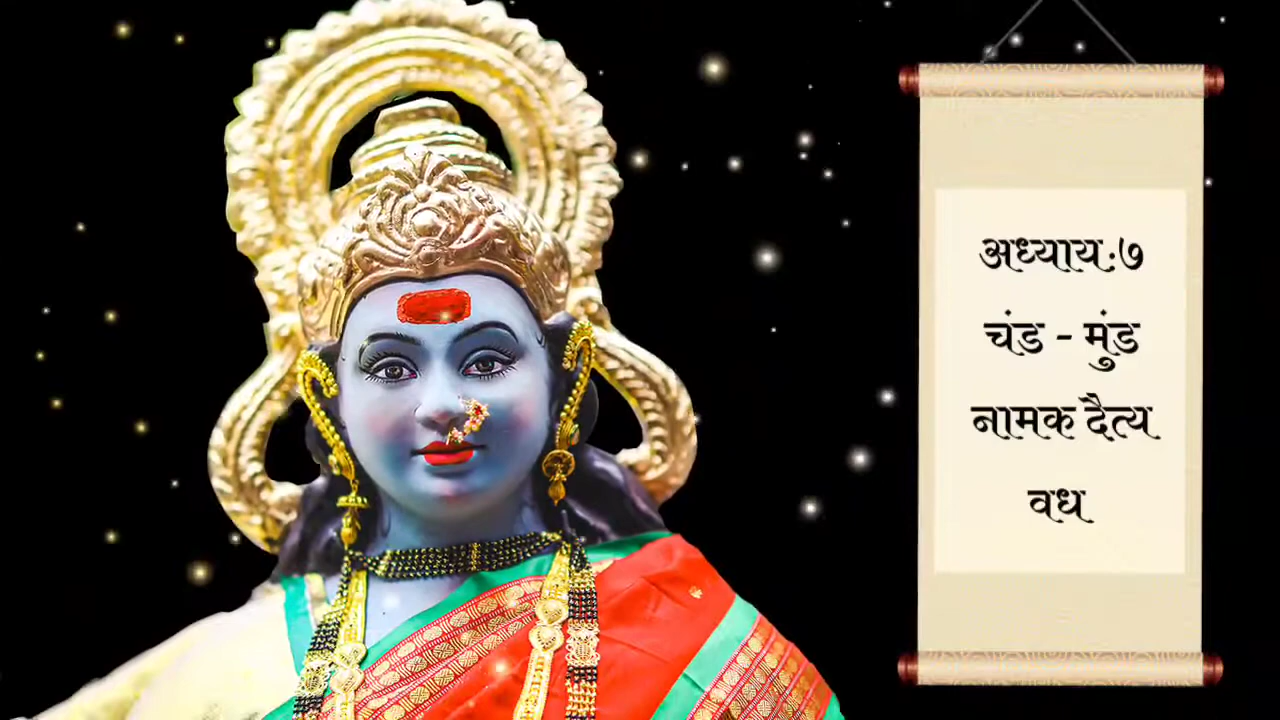 अध्याय:७
चंड - मुंड
नामक दैत्य
वध